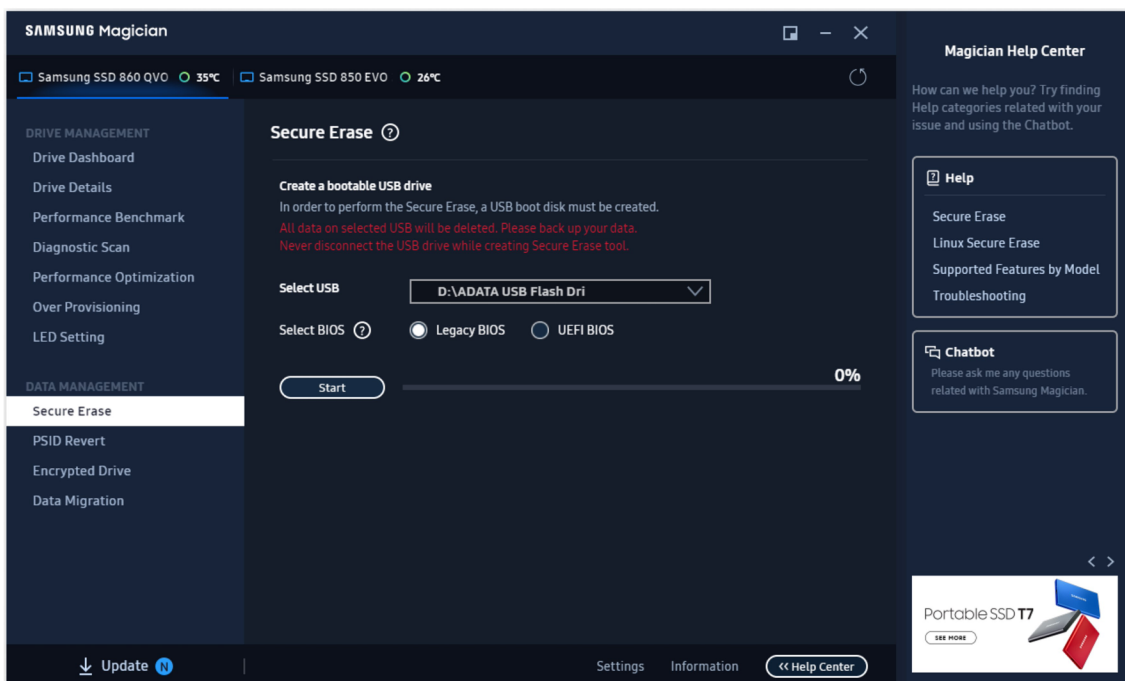 SAMSUNG Magician
Samsung SSD 860 QVO 35℃ Samsung SSD 850 EVO 26℃
DRIVE MANAGEMENT
Drive Dashboard
Drive Details
Performance Benchmark
Diagnostic Scan
Performance Optimization
Over Provisioning
LED Setting
DATA MANAGEMENT
Secure Erase
PSID Revert
Encrypted Drive
Data Migration
Update N
Secure Erase ?
Create a bootable USB drive
In order to perform the Secure Erase, a USB boot disk must be created.
All data on selected USB will be deleted. Please back up your data.
Never disconnect the USB drive while creating Secure Erase tool.
Select USB D:\ADATA USB Flash Dri
Select BIOS ? Legacy BIOS UEFI BIOS
Start 0%
Settings Information << Help Center
Magician Help Center
How can we help you? Try finding
Help categories related with your
issue and using the Chatbot.
? Help
Secure Erase
Linux Secure Erase
Supported Features by Model
Troubleshooting
Chatbot
Please ask me any questions
related with Samsung Magician.
< >
Portable SSD T7
SEE MORE